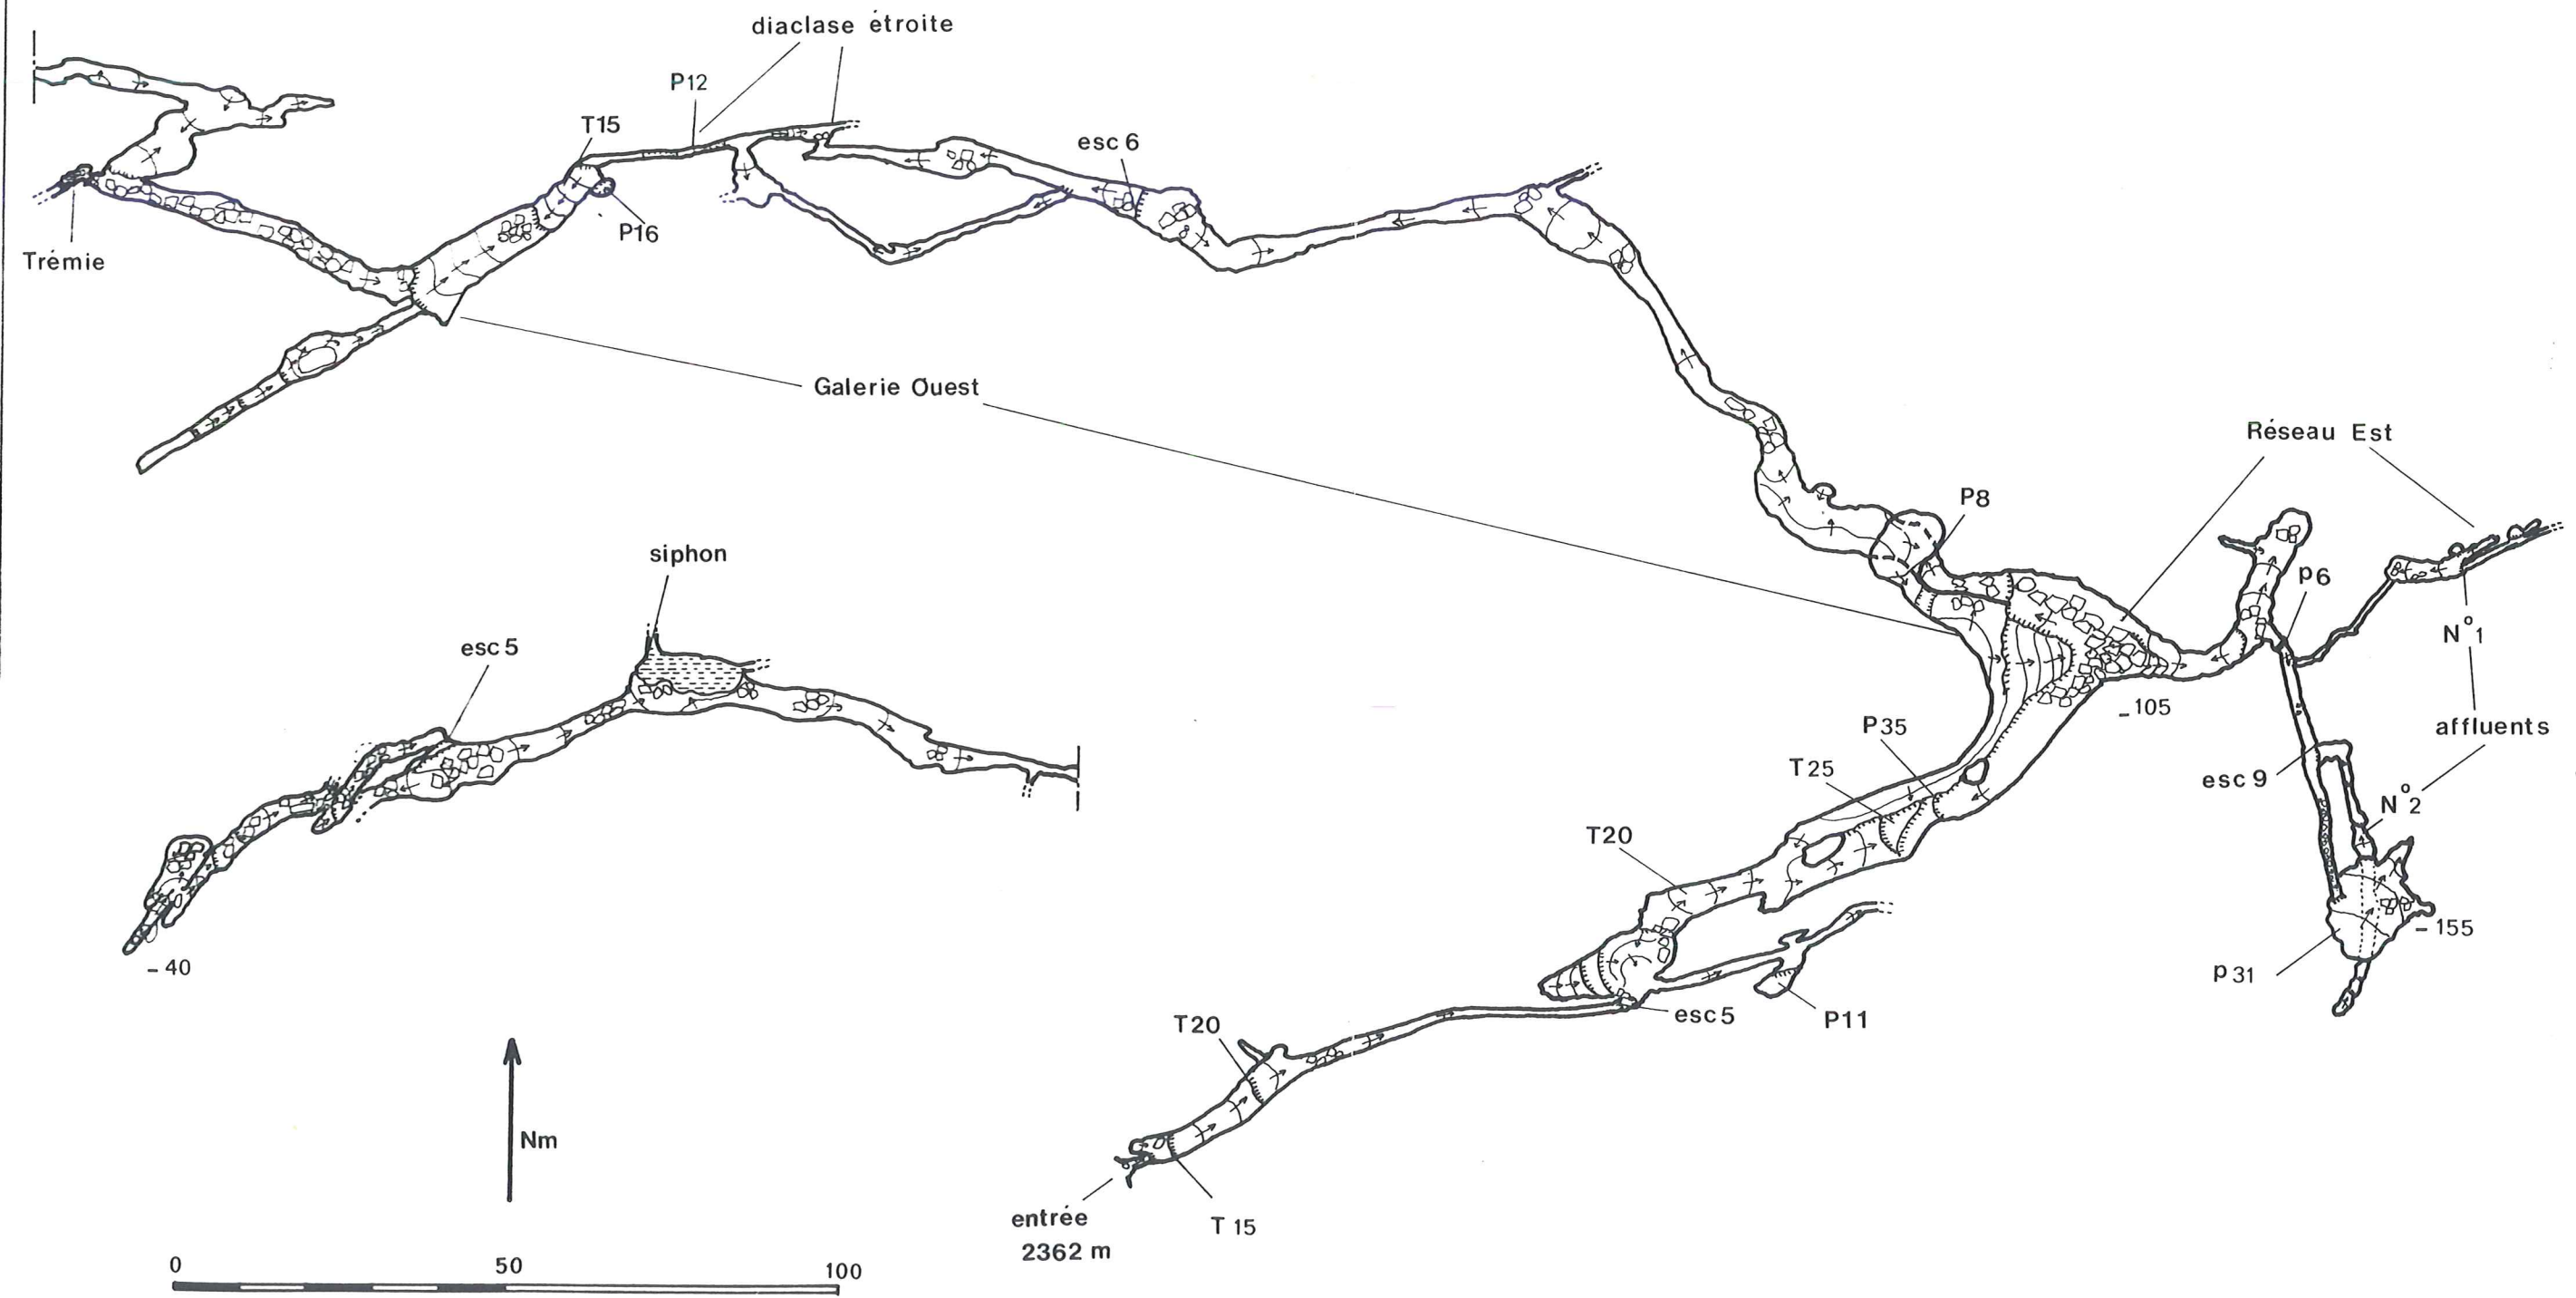 diaclase étroite
P12
T15
esc 6
P16
Trémie
Galerie Ouest
Réseau Est
P8
siphon
p6
N°1
esc 5
-105
P35
affluents
T25
esc 9
N°2
T20
-155
-40
p31
esc5
P11
T20
Nm
entrée
2362 m
T 15
0 50 100